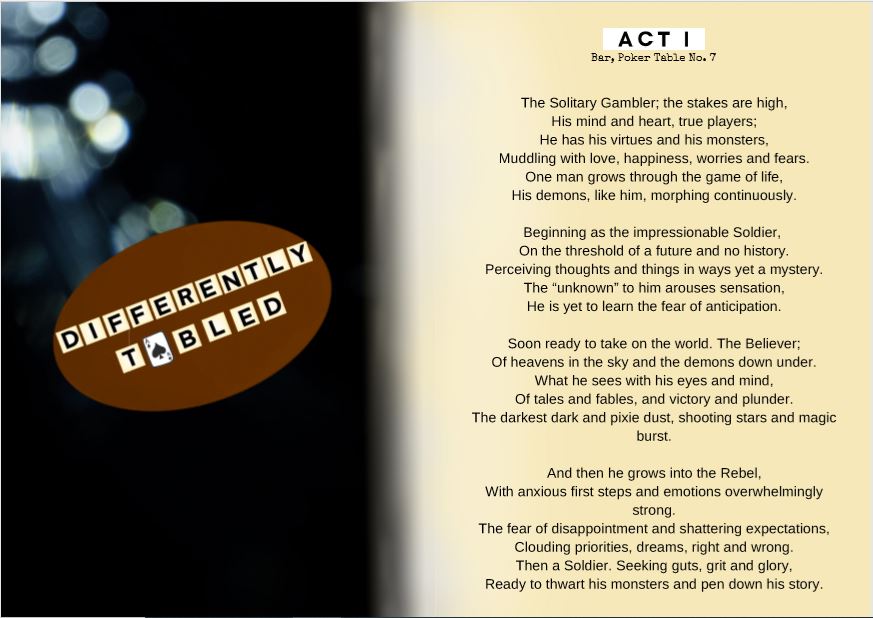 DIFFERENTLY
T BLED
ACT I
Bar, Poker Table No. 7
The Solitary Gambler; the stakes are high,
His mind and heart, true players;
He has his virtues and his monsters,
Muddling with love, happiness, worries and fears.
One man grows through the game of life,
His demons, like him, morphing continuously.
Beginning as the impressionable Soldier,
On the threshold of a future and no history.
Perceiving thoughts and things in ways yet a mystery.
The “unknown” to him arouses sensation,
He is yet to learn the fear of anticipation.
Soon ready to take on the world. The Believer;
Of heavens in the sky and the demons down under.
What he sees with his eyes and mind,
Of tales and fables, and victory and plunder.
The darkest dark and pixie dust, shooting stars and magic
burst.
And then he grows into the Rebel,
With anxious first steps and emotions overwhelmingly
strong.
The fear of disappointment and shattering expectations,
Clouding priorities, dreams, right and wrong.
Then a Soldier. Seeking guts, grit and glory,
Ready to thwart his monsters and pen down his story.